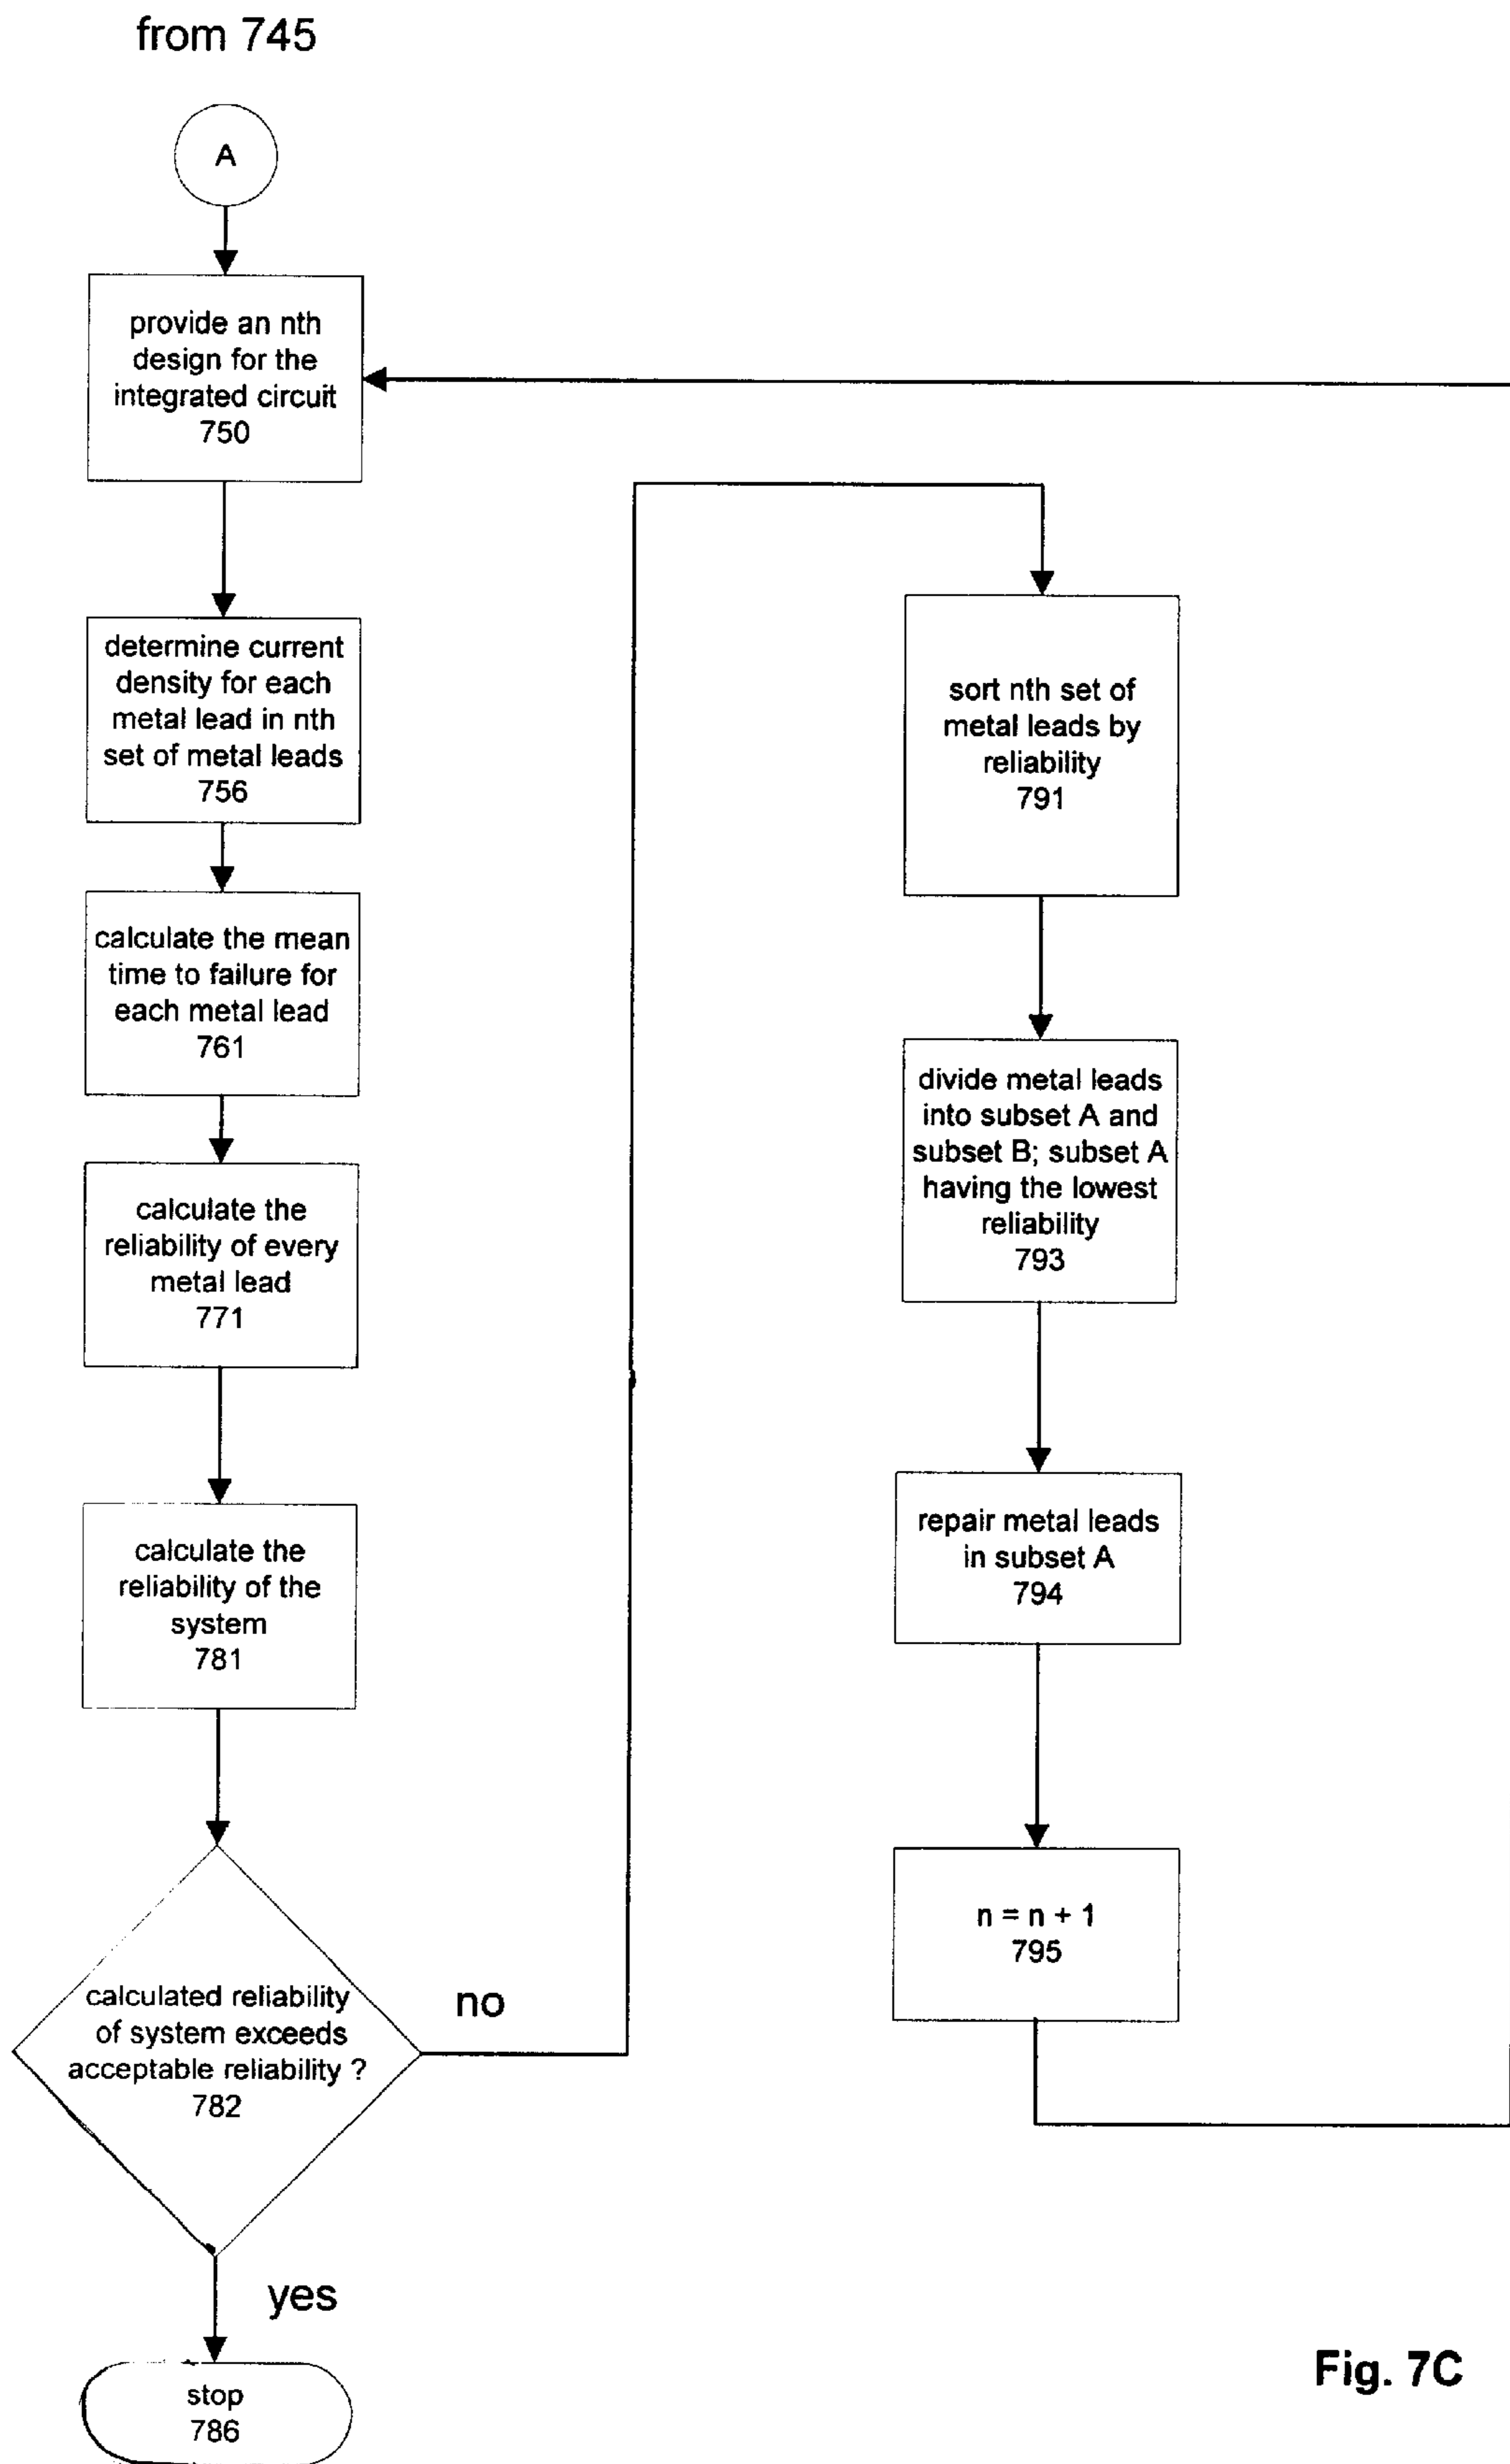 from 745
A
provide an nth
design for the
integrated circuit
750
determine current
density for each
metal lead in nth
set of metal leads
756
calculate the mean
time to failure for
each metal lead
761
calculate the
reliability of every
metal lead
771
calculate the
reliability of the
system
781
calculated reliability
of system exceeds
acceptable reliability ?
782
no
yes
stop
786
sort nth set of
metal leads by
reliability
791
divide metal leads
into subset A and
subset B; subset A
having the lowest
reliability
793
repair metal leads
in subset A
794
n = n + 1
795
Fig. 7C